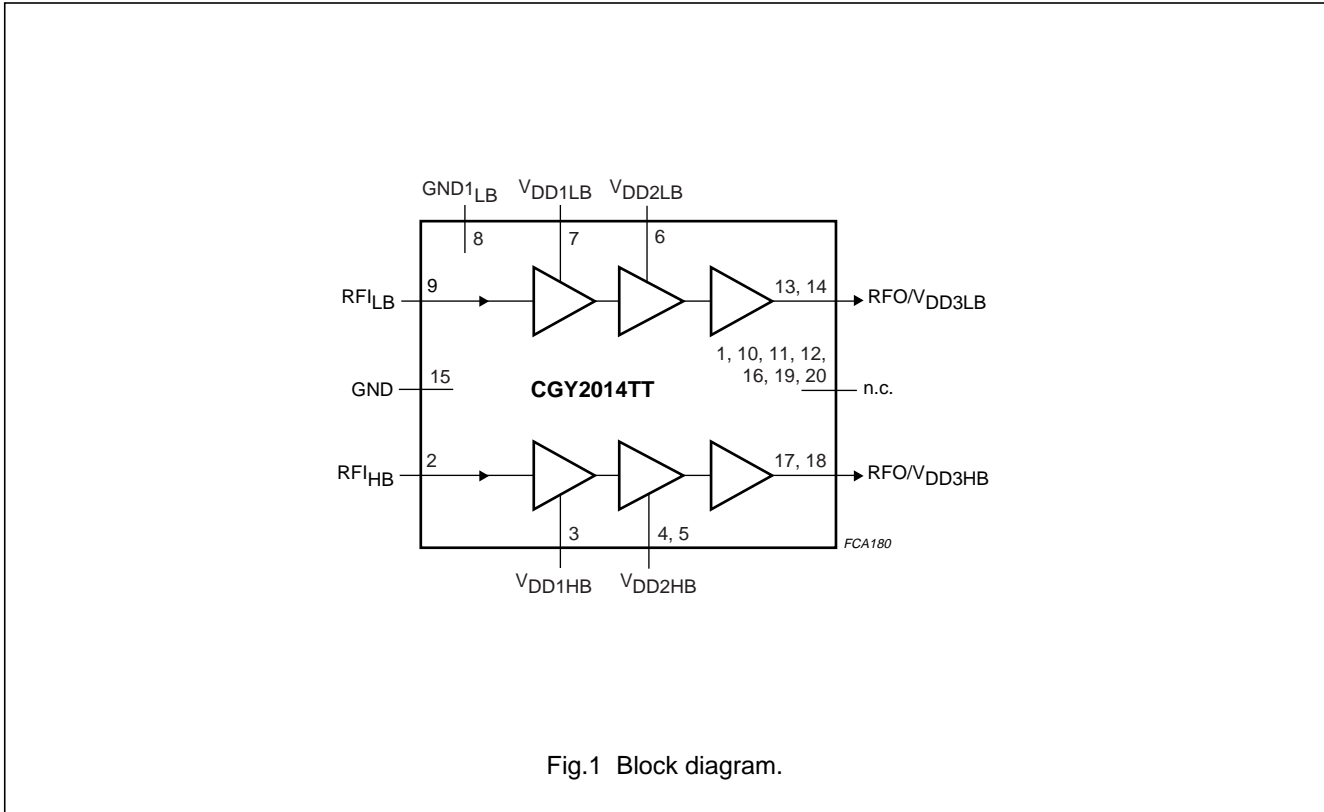 GND1LB VDD1LB VDD2LB
8 7 6
RFILB 9 13, 14 RFO/VDD3LB
1, 10, 11, 12,
16, 19, 20
GND 15 CGY2014TT n.c.
RFIHB 2 17, 18 RFO/VDD3HB
3 4, 5
FCA180
VDD1HB VDD2HB
Fig.1 Block diagram.